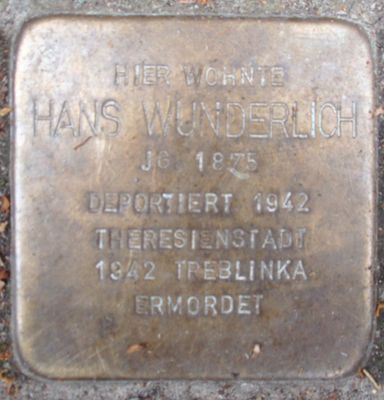 HIER WOHNTE
HANS WUNDERLICH
JG. 1875
DEPORTIERT 1942
THERESIENSTADT
1942 TREBLINKA
ERMORDET